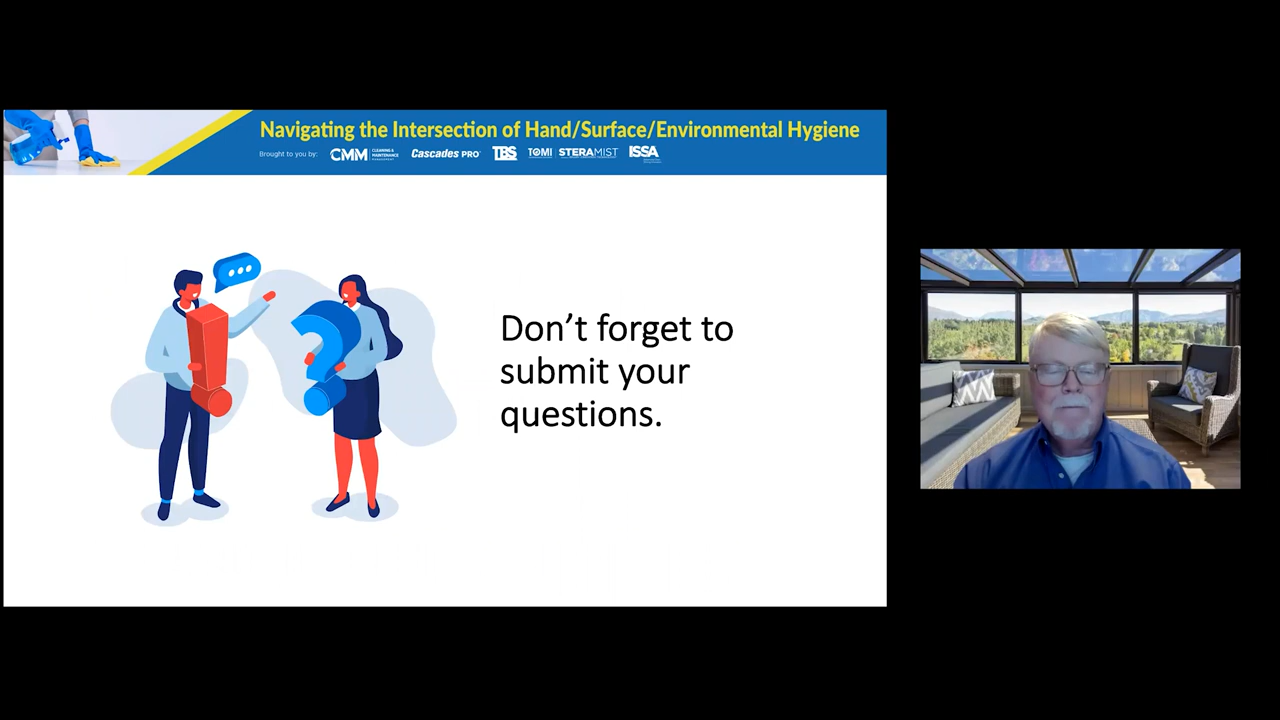 Navigating the Intersection of Hand/Surface/Environmental Hygiene
Brought to you by: CMM CLEANING & MAINTENANCE MANAGEMENT Cascades PRO TBS TOMI STERAMIST ISSA
Don’t forget to
submit your
questions.